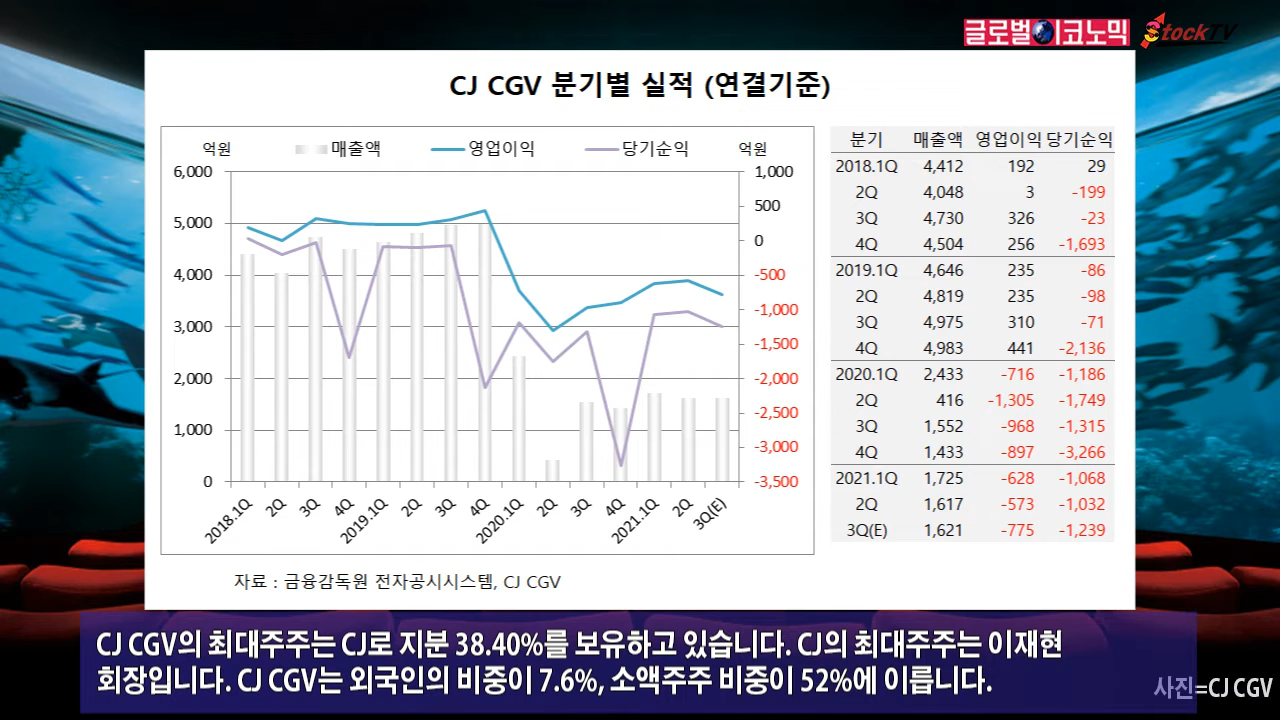 글로벌이코노믹 StockTV
CJ CGV 분기별 실적 (연결기준)
억원 매출액 영업이익 당기순익 억원
6,000 1,000
5,000 500
4,000 0
3,000 -500
2,000 -1,000
1,000 -1,500
0 -2,000
-2,500
-3,000
-3,500
2018.1Q 2Q 3Q 4Q 2019.1Q 2Q 3Q 4Q 2020.1Q 2Q 3Q 4Q 2021.1Q 2Q 3Q(E)
분기 매출액 영업이익 당기순익
2018.1Q 4,412 192 29
2Q 4,048 3 -199
3Q 4,730 326 -23
4Q 4,504 256 -1,693
2019.1Q 4,646 235 -86
2Q 4,819 235 -98
3Q 4,975 310 -71
4Q 4,983 441 -2,136
2020.1Q 2,433 -716 -1,186
2Q 416 -1,305 -1,749
3Q 1,552 -968 -1,315
4Q 1,433 -897 -3,266
2021.1Q 1,725 -628 -1,068
2Q 1,617 -573 -1,032
3Q(E) 1,621 -775 -1,239
자료 : 금융감독원 전자공시시스템, CJ CGV
CJ CGV의 최대주주는 CJ로 지분 38.40%를 보유하고 있습니다. CJ의 최대주주는 이재현
회장입니다. CJ CGV는 외국인의 비중이 7.6%, 소액주주 비중이 52%에 이릅니다.
사진=CJ CGV